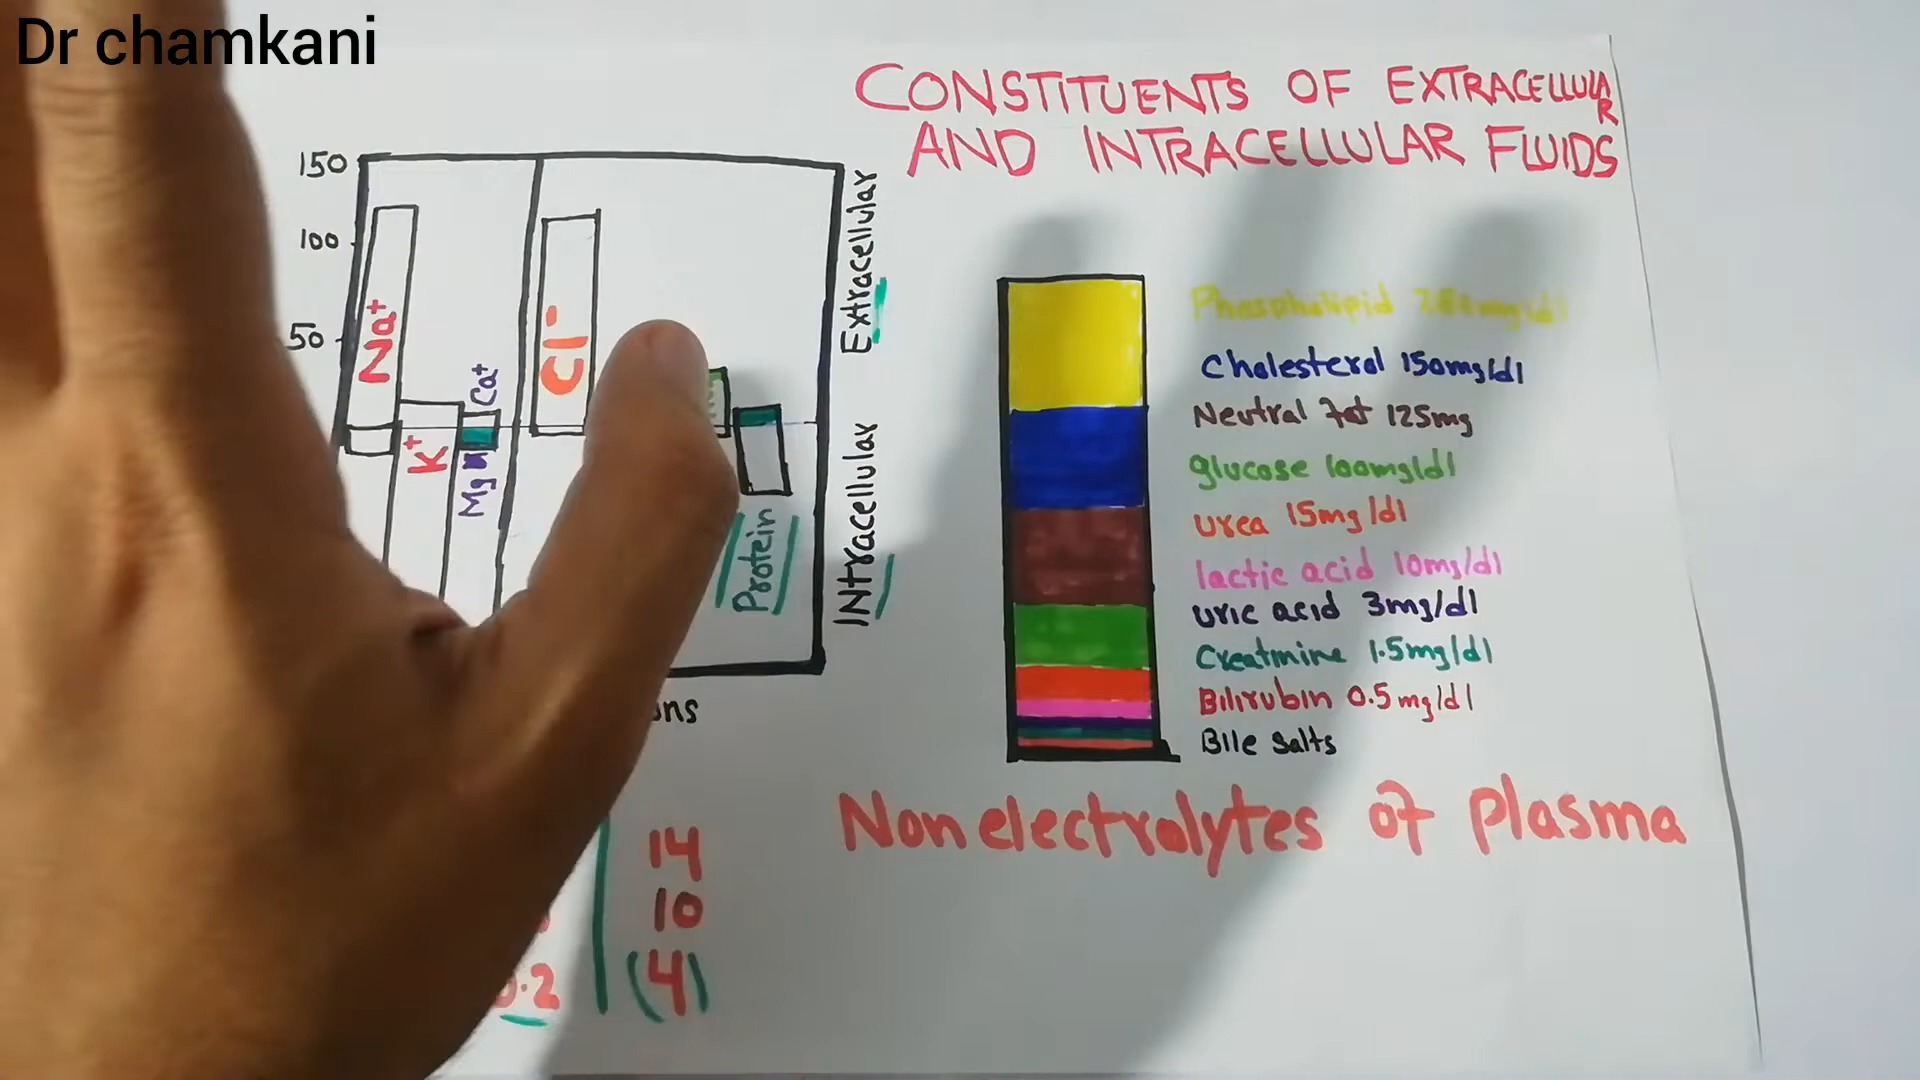 Dr chamkani
CONSTITUENTS OF EXTRACELLULAR
AND INTRACELLULAR FLUIDS
150
100
50
Na⁺
K⁺
Ca⁺
Mg
Cl⁻
Protein
Extracellular
INtracellular
14
10
(4)
Cholesterol 150mg/dl
Neutral fat 125mg
glucose 100mg/dl
urea 15mg/dl
lactic acid 10mg/dl
uric acid 3mg/dl
Creatinine 1.5mg/dl
Bilirubin 0.5mg/dl
Bile salts
Nonelectrolytes of plasma